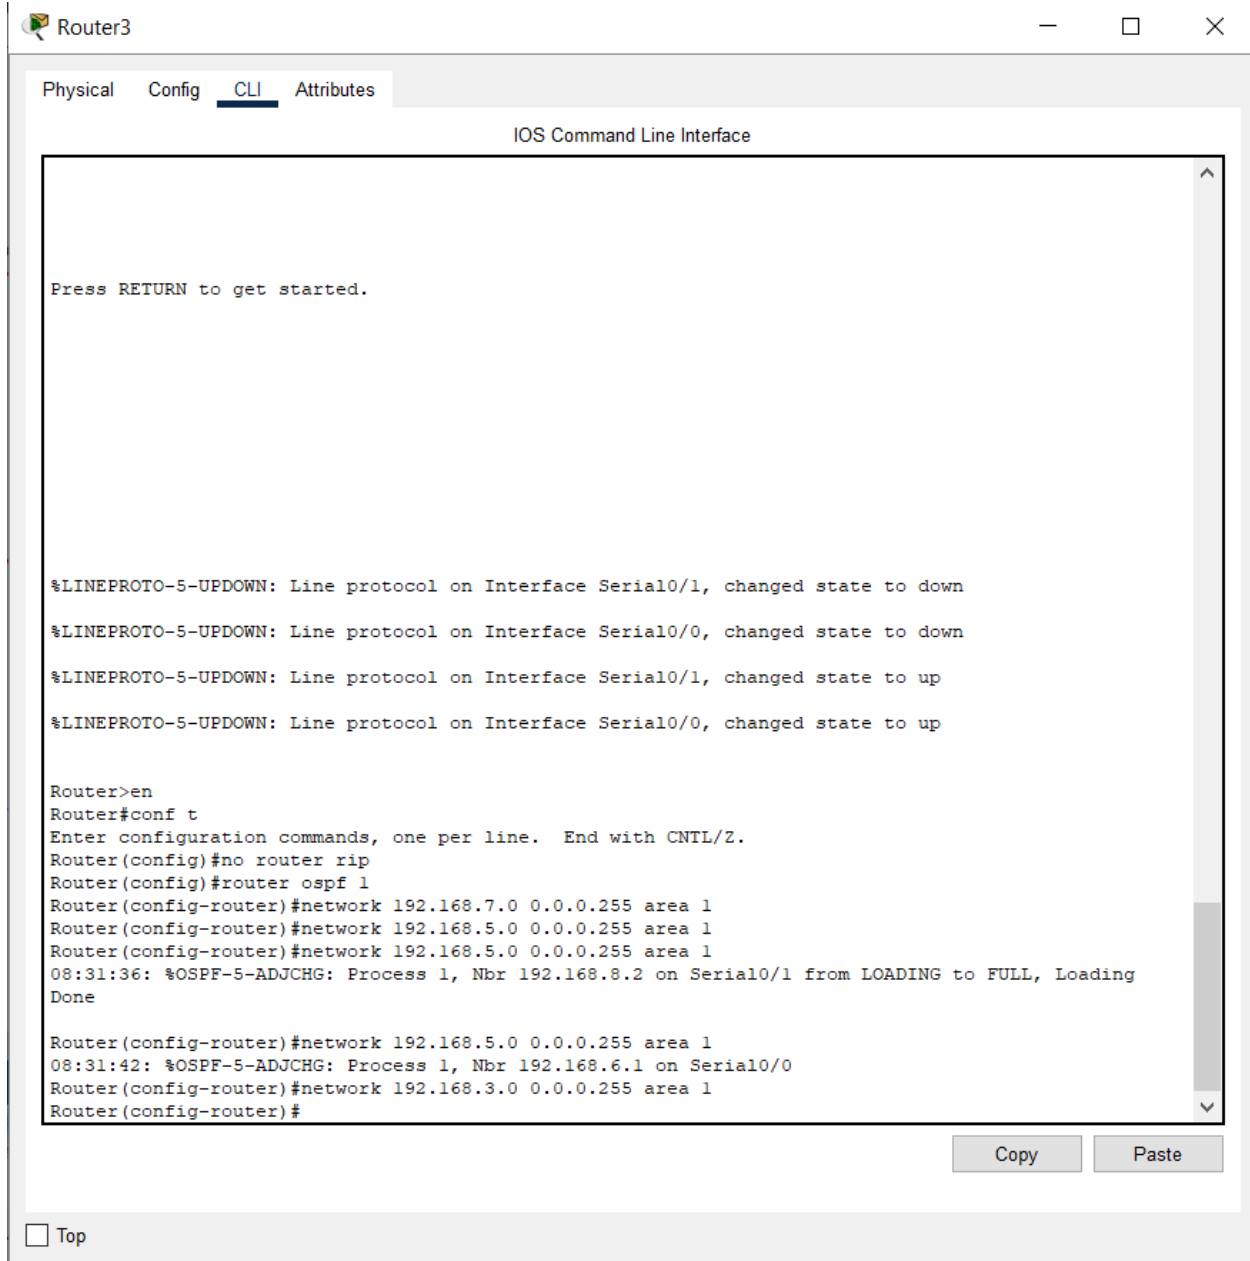 Router3
Physical Config CLI Attributes
IOS Command Line Interface
Press RETURN to get started.
%LINEPROTO-5-UPDOWN: Line protocol on Interface Serial0/1, changed state to down
%LINEPROTO-5-UPDOWN: Line protocol on Interface Serial0/0, changed state to down
%LINEPROTO-5-UPDOWN: Line protocol on Interface Serial0/1, changed state to up
%LINEPROTO-5-UPDOWN: Line protocol on Interface Serial0/0, changed state to up
Router>en
Router#conf t
Enter configuration commands, one per line.  End with CNTL/Z.
Router(config)#no router rip
Router(config)#router ospf 1
Router(config-router)#network 192.168.7.0 0.0.0.255 area 1
Router(config-router)#network 192.168.5.0 0.0.0.255 area 1
Router(config-router)#network 192.168.5.0 0.0.0.255 area 1
08:31:36: %OSPF-5-ADJCHG: Process 1, Nbr 192.168.8.2 on Serial0/1 from LOADING to FULL, Loading
Done
Router(config-router)#network 192.168.5.0 0.0.0.255 area 1
08:31:42: %OSPF-5-ADJCHG: Process 1, Nbr 192.168.6.1 on Serial0/0
Router(config-router)#network 192.168.3.0 0.0.0.255 area 1
Router(config-router)#
Copy Paste
Top